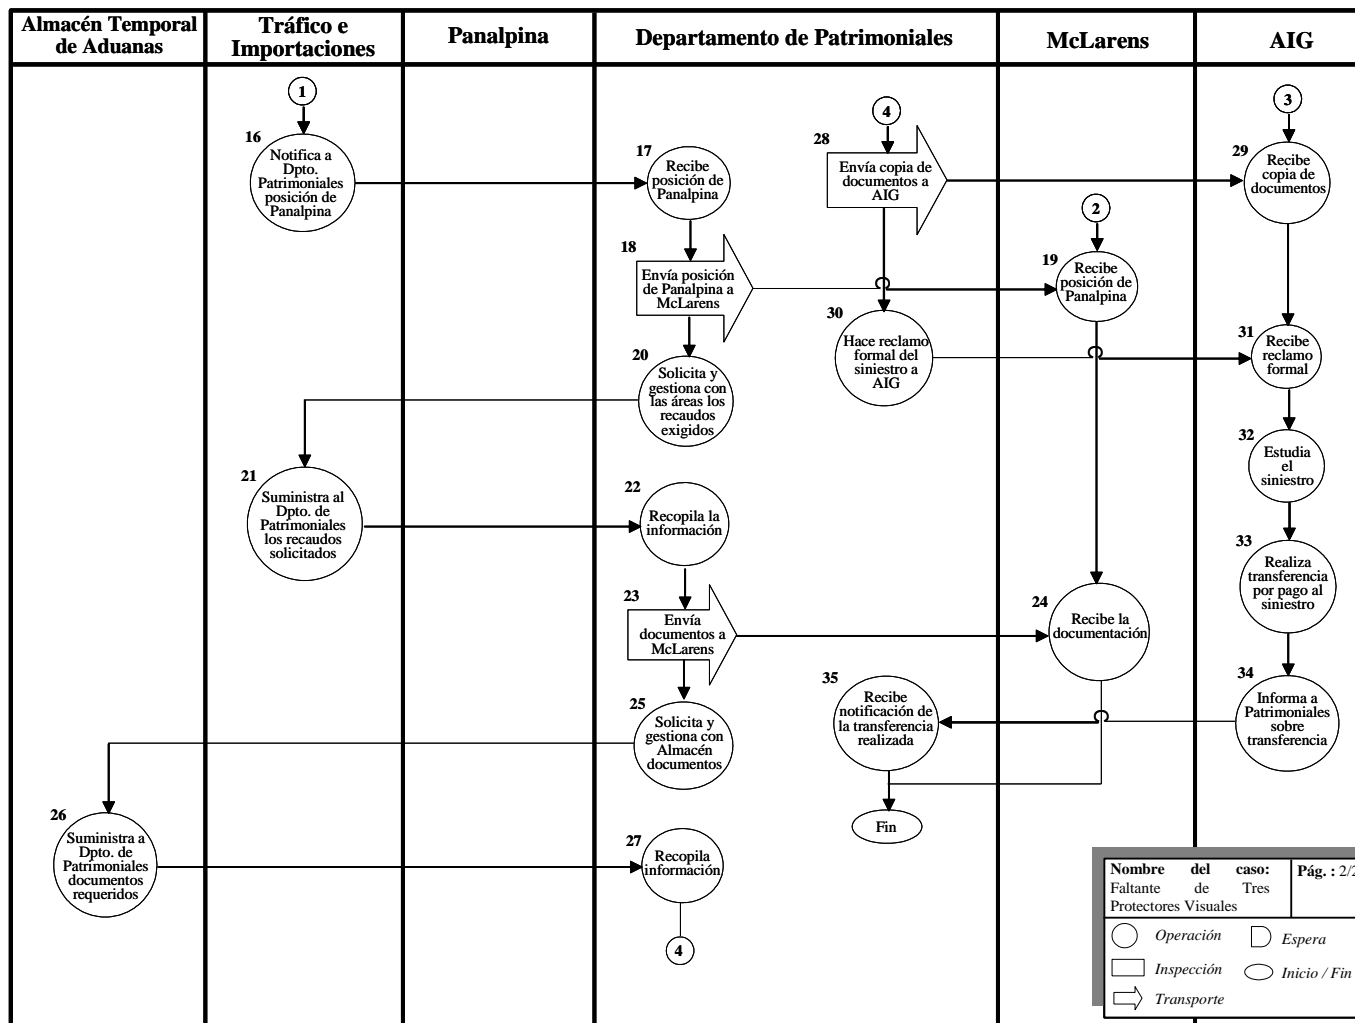 Almacén Temporal
de Aduanas
Tráfico e
Importaciones
Panalpina
Departamento de Patrimoniales
McLarens
AIG
1
16
Notifica a
Dpto.
Patrimoniales
posición de
Panalpina
17
Recibe
posición de
Panalpina
4
28
Envía copia de
documentos a
AIG
3
29
Recibe
copia de
documentos
2
18
Envía posición
de Panalpina a
McLarens
19
Recibe
posición de
Panalpina
30
Hace reclamo
formal del
siniestro a
AIG
31
Recibe
reclamo
formal
20
Solicita y
gestiona con
las áreas los
recaudos
exigidos
32
Estudia
el
siniestro
21
Suministra al
Dpto. de
Patrimoniales
los recaudos
solicitados
22
Recopila la
información
33
Realiza
transferencia
por pago al
siniestro
23
Envía
documentos a
McLarens
24
Recibe la
documentación
34
Informa a
Patrimoniales
sobre
transferencia
35
Recibe
notificación de
la transferencia
realizada
25
Solicita y
gestiona con
Almacén
documentos
26
Suministra a
Dpto. de
Patrimoniales
documentos
requeridos
27
Recopila
información
Fin
4
Nombre del caso:
Faltante de Tres
Protectores Visuales
Pág. : 2/2
Operación
Espera
Inspección
Inicio / Fin
Transporte